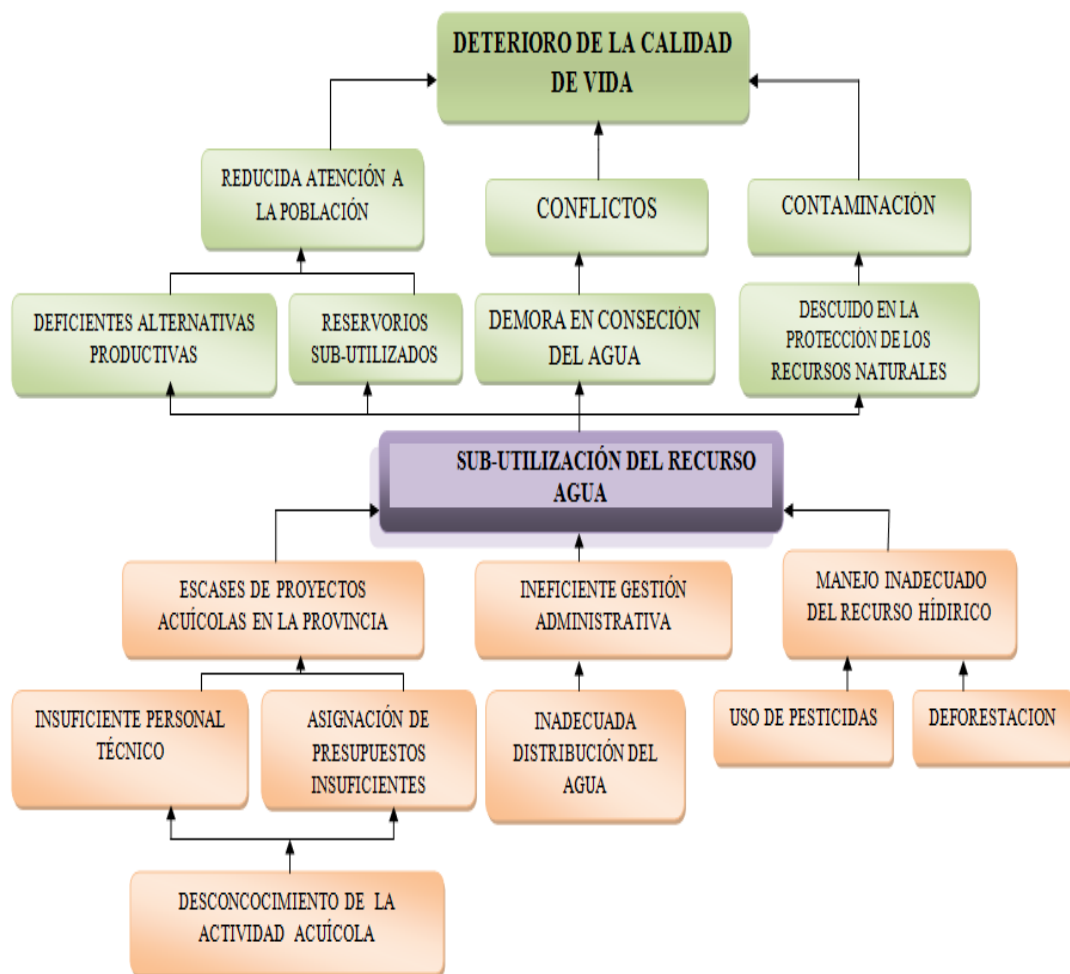 DETERIORO DE LA CALIDAD
DE VIDA
REDUCIDA ATENCIÓN A
LA POBLACIÓN
CONFLICTOS
CONTAMINACIÓN
DEFICIENTES ALTERNATIVAS
PRODUCTIVAS
RESERVORIOS
SUB-UTILIZADOS
DEMORA EN CONSECIÓN
DEL AGUA
DESCUIDO EN LA
PROTECCIÓN DE LOS
RECURSOS NATURALES
SUB-UTILIZACIÓN DEL RECURSO
AGUA
ESCASES DE PROYECTOS
ACUÍCOLAS EN LA PROVINCIA
INEFICIENTE GESTIÓN
ADMINISTRATIVA
MANEJO INADECUADO
DEL RECURSO HÍDIRICO
INSUFICIENTE PERSONAL
TÉCNICO
ASIGNACIÓN DE
PRESUPUESTOS
INSUFICIENTES
INADECUADA
DISTRIBUCIÓN DEL
AGUA
USO DE PESTICIDAS
DEFORESTACION
DESCONCOCIMIENTO DE LA
ACTIVIDAD ACUÍCOLA